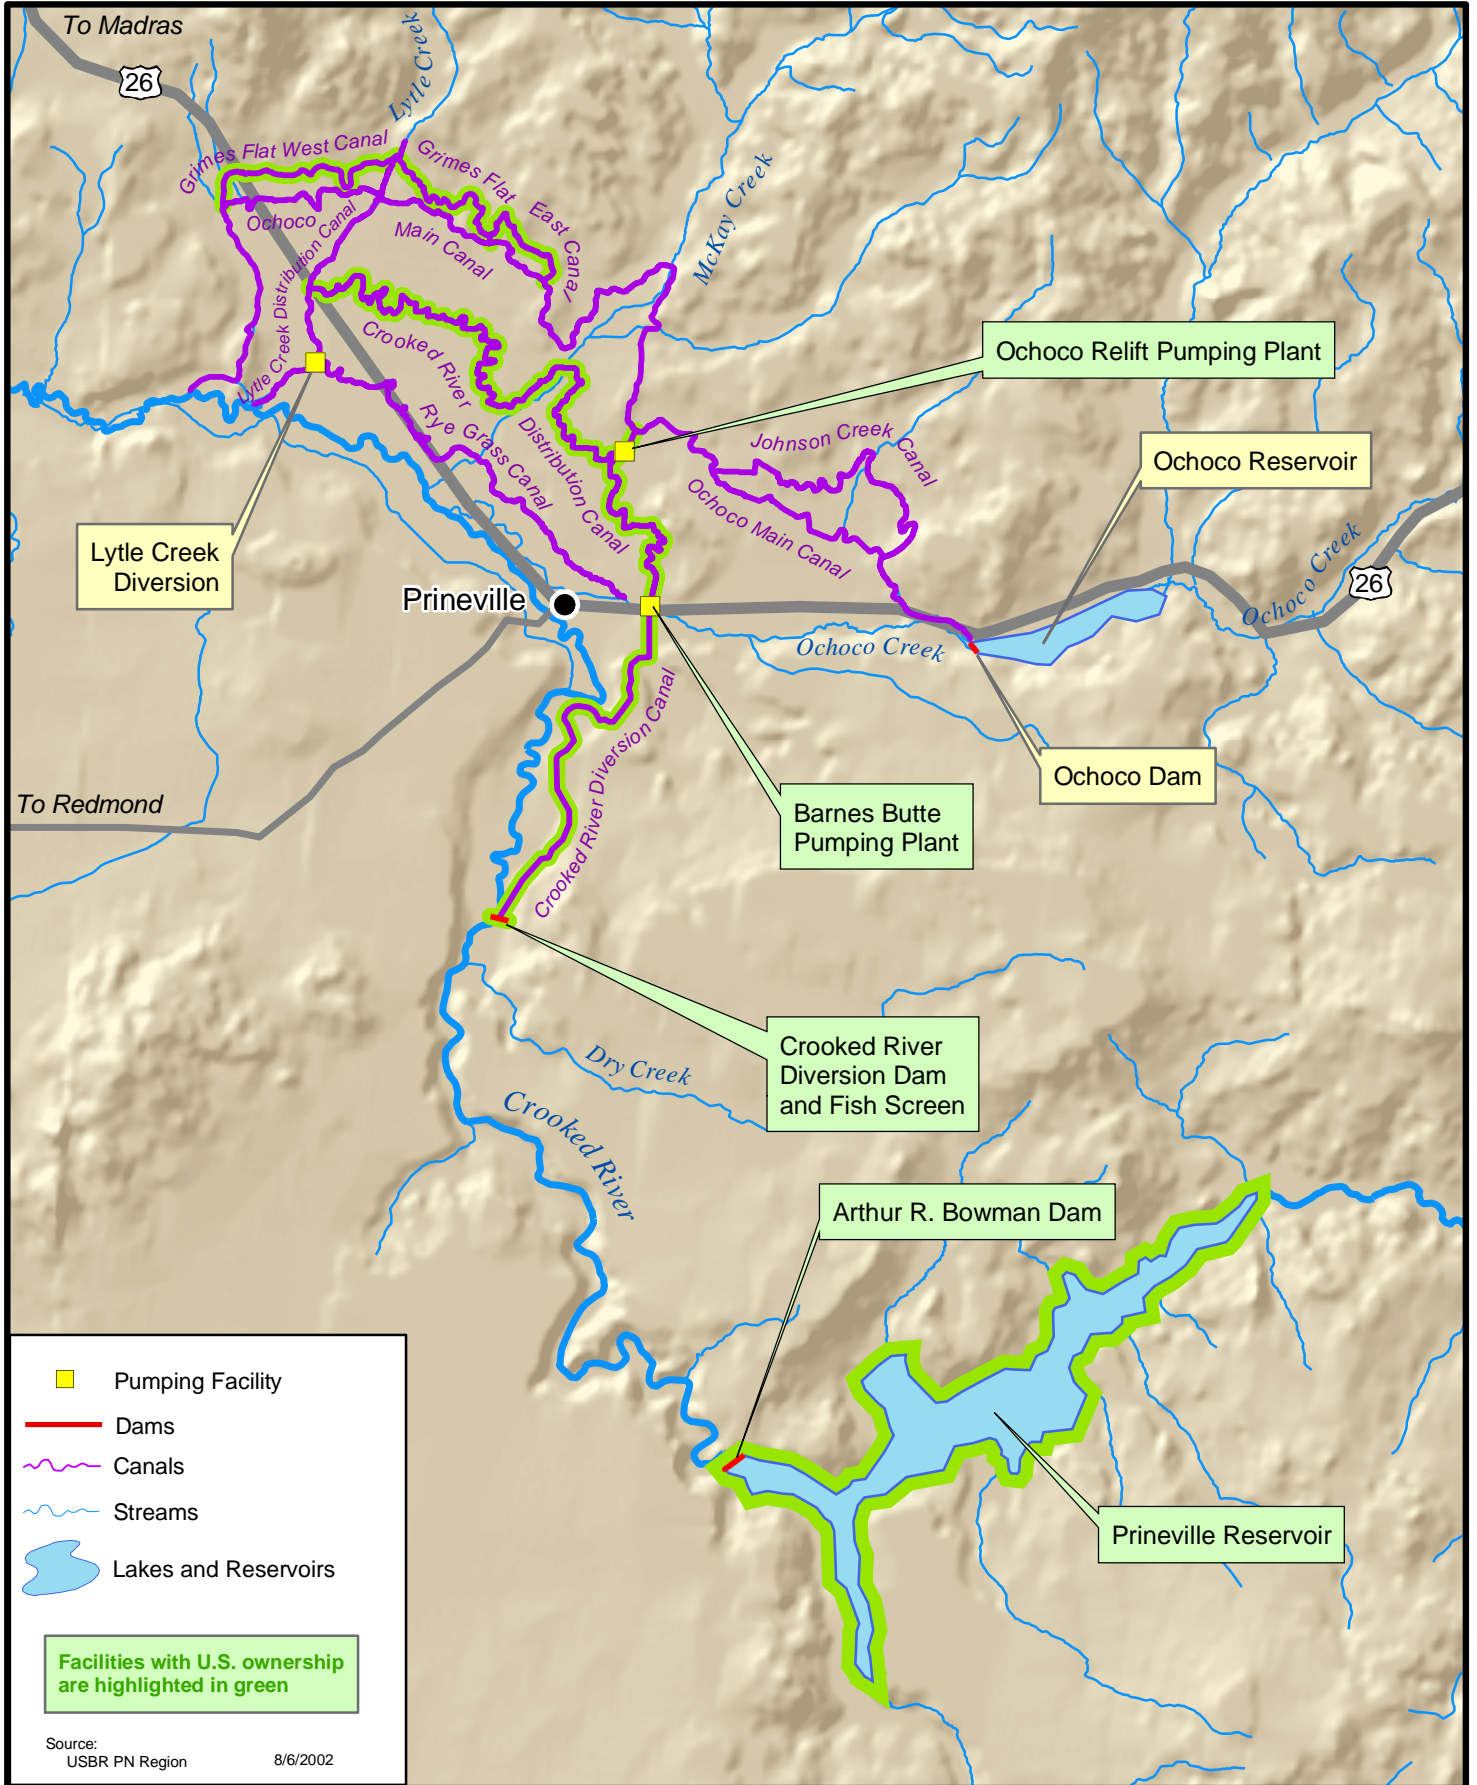 To Madras
26
Lytle Creek
Grimes Flat West Canal
Grimes Flat East Canal
McKay Creek
Ochoco Main Canal
Lytle Creek Distribution Canal
Crooked River Distribution Canal
Rye Grass Canal
Ochoco Relift Pumping Plant
Johnson Creek Canal
Ochoco Reservoir
Ochoco Main Canal
Lytle Creek
Diversion
Ochoco Creek
26
Prineville
Ochoco Creek
Crooked River Diversion Canal
Ochoco Dam
To Redmond
Barnes Butte
Pumping Plant
Crooked River
Diversion Dam
and Fish Screen
Dry Creek
Crooked River
Arthur R. Bowman Dam
Prineville Reservoir
Pumping Facility
Dams
Canals
Streams
Lakes and Reservoirs
Facilities with U.S. ownership
are highlighted in green
Source:
USBR PN Region 8/6/2002